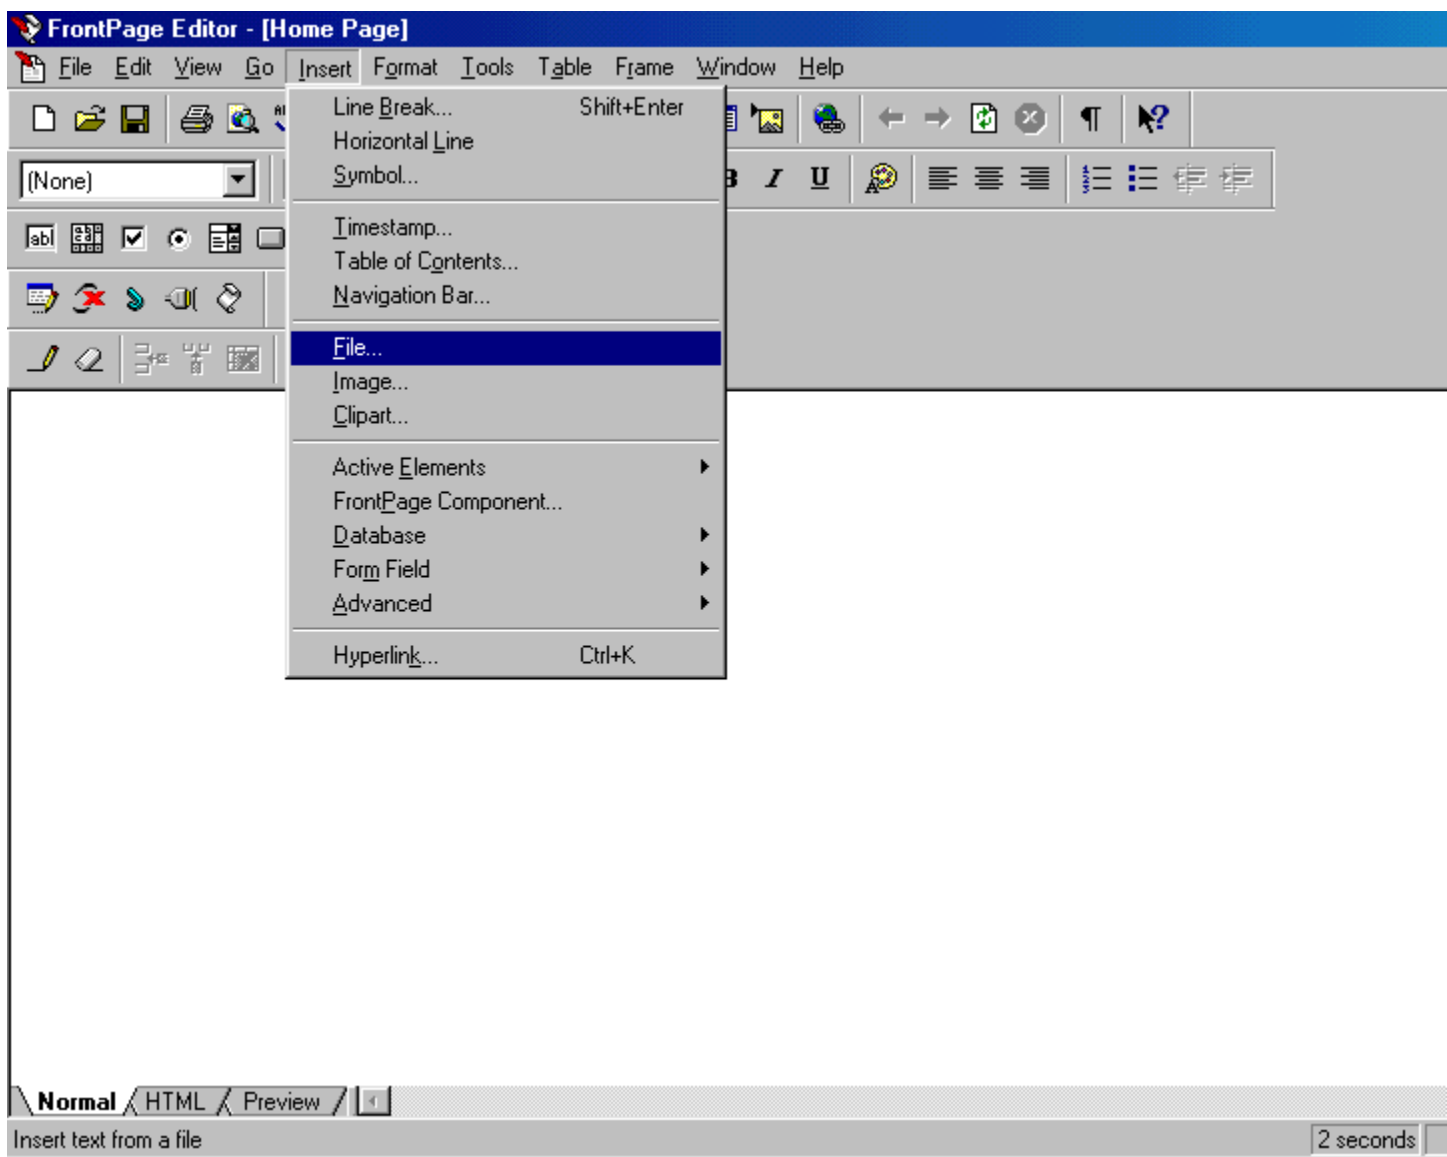 FrontPage Editor - [Home Page]
File Edit View Go Insert Format Tools Table Frame Window Help
Line Break... Shift+Enter
Horizontal Line
(None)
Symbol...
B I U
Timestamp...
Table of Contents...
Navigation Bar...
File...
Image...
Clipart...
Active Elements
FrontPage Component...
Database
Form Field
Advanced
Hyperlink... Ctrl+K
Normal HTML Preview
Insert text from a file 2 seconds